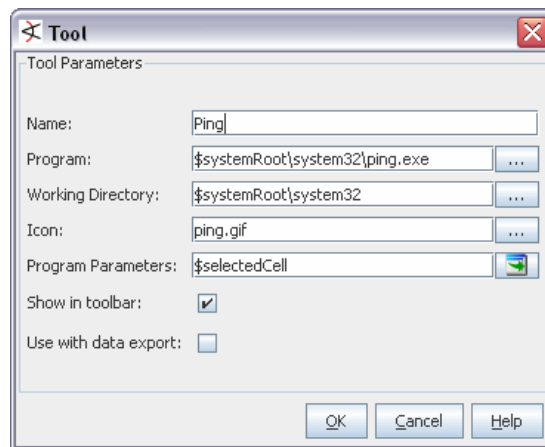 Tool
Tool Parameters
Name: Ping
Program: $systemRoot\system32\ping.exe ...
Working Directory: $systemRoot\system32 ...
Icon: ping.gif ...
Program Parameters: $selectedCell
Show in toolbar:
Use with data export:
OK Cancel Help